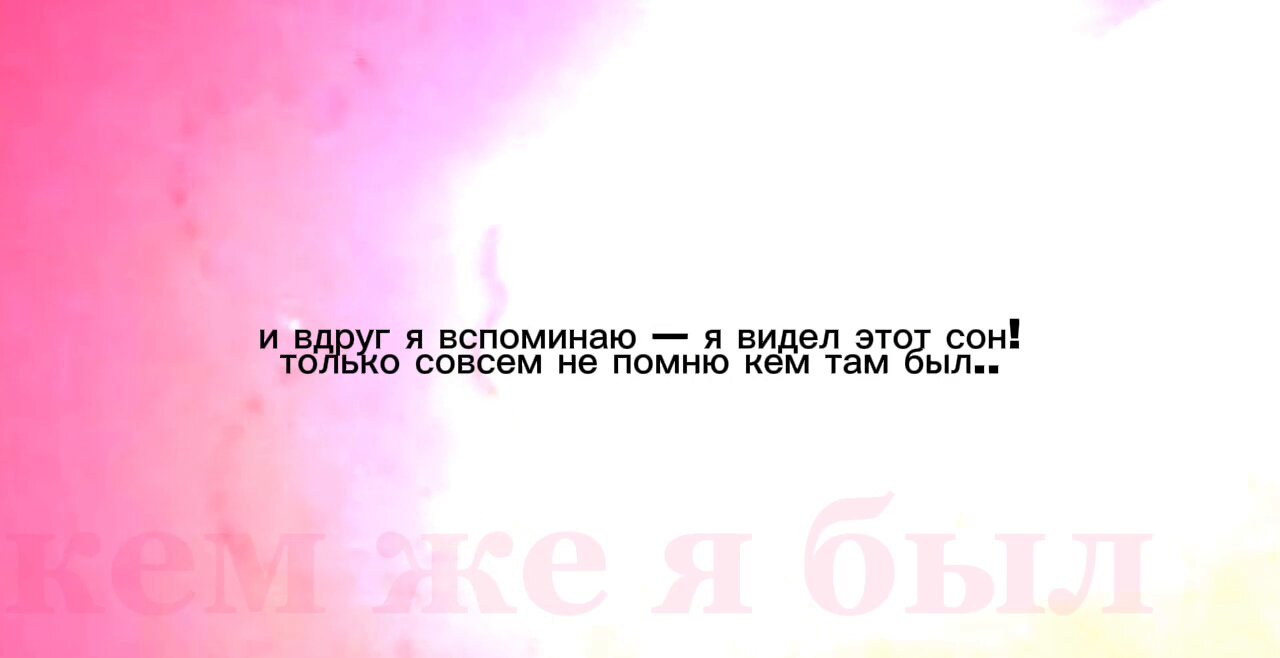 и вдруг я вспоминаю — я видел этот сон!
только совсем не помню кем там был..
кем же я был